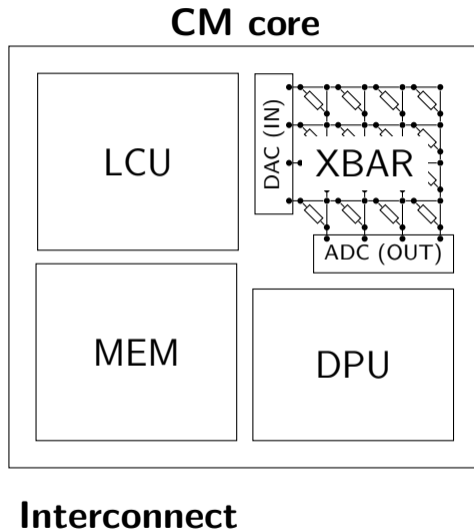 CM core
LCU
DAC (IN)
XBAR
ADC (OUT)
MEM
DPU
Interconnect